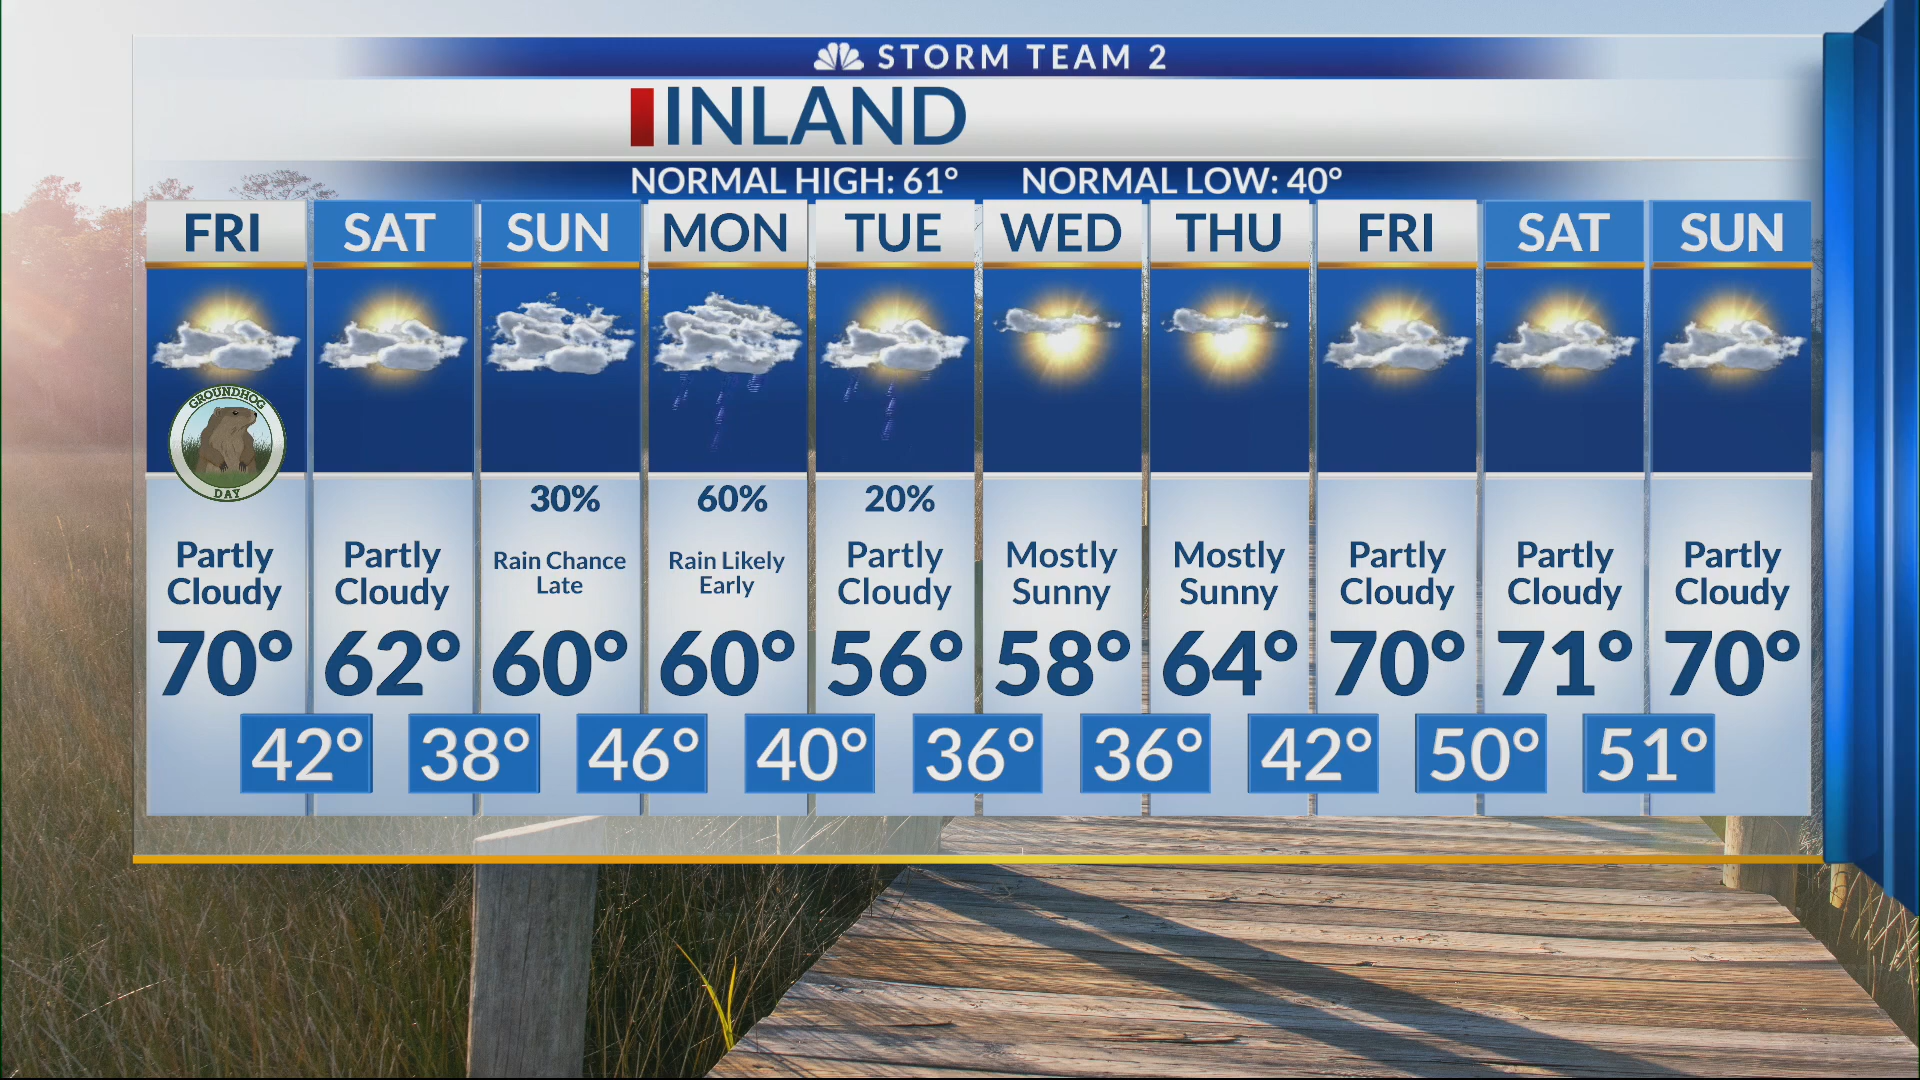 STORM TEAM 2
INLAND
NORMAL HIGH: 61° NORMAL LOW: 40°
FRI SAT SUN MON TUE WED THU FRI SAT SUN
GROUNDHOG
DAY
30% 60% 20%
Partly Partly Rain Chance Rain Likely Partly Mostly Mostly Partly Partly Partly
Cloudy Cloudy Late Early Cloudy Sunny Sunny Cloudy Cloudy Cloudy
70° 62° 60° 60° 56° 58° 64° 70° 71° 70°
42° 38° 46° 40° 36° 36° 42° 50° 51°